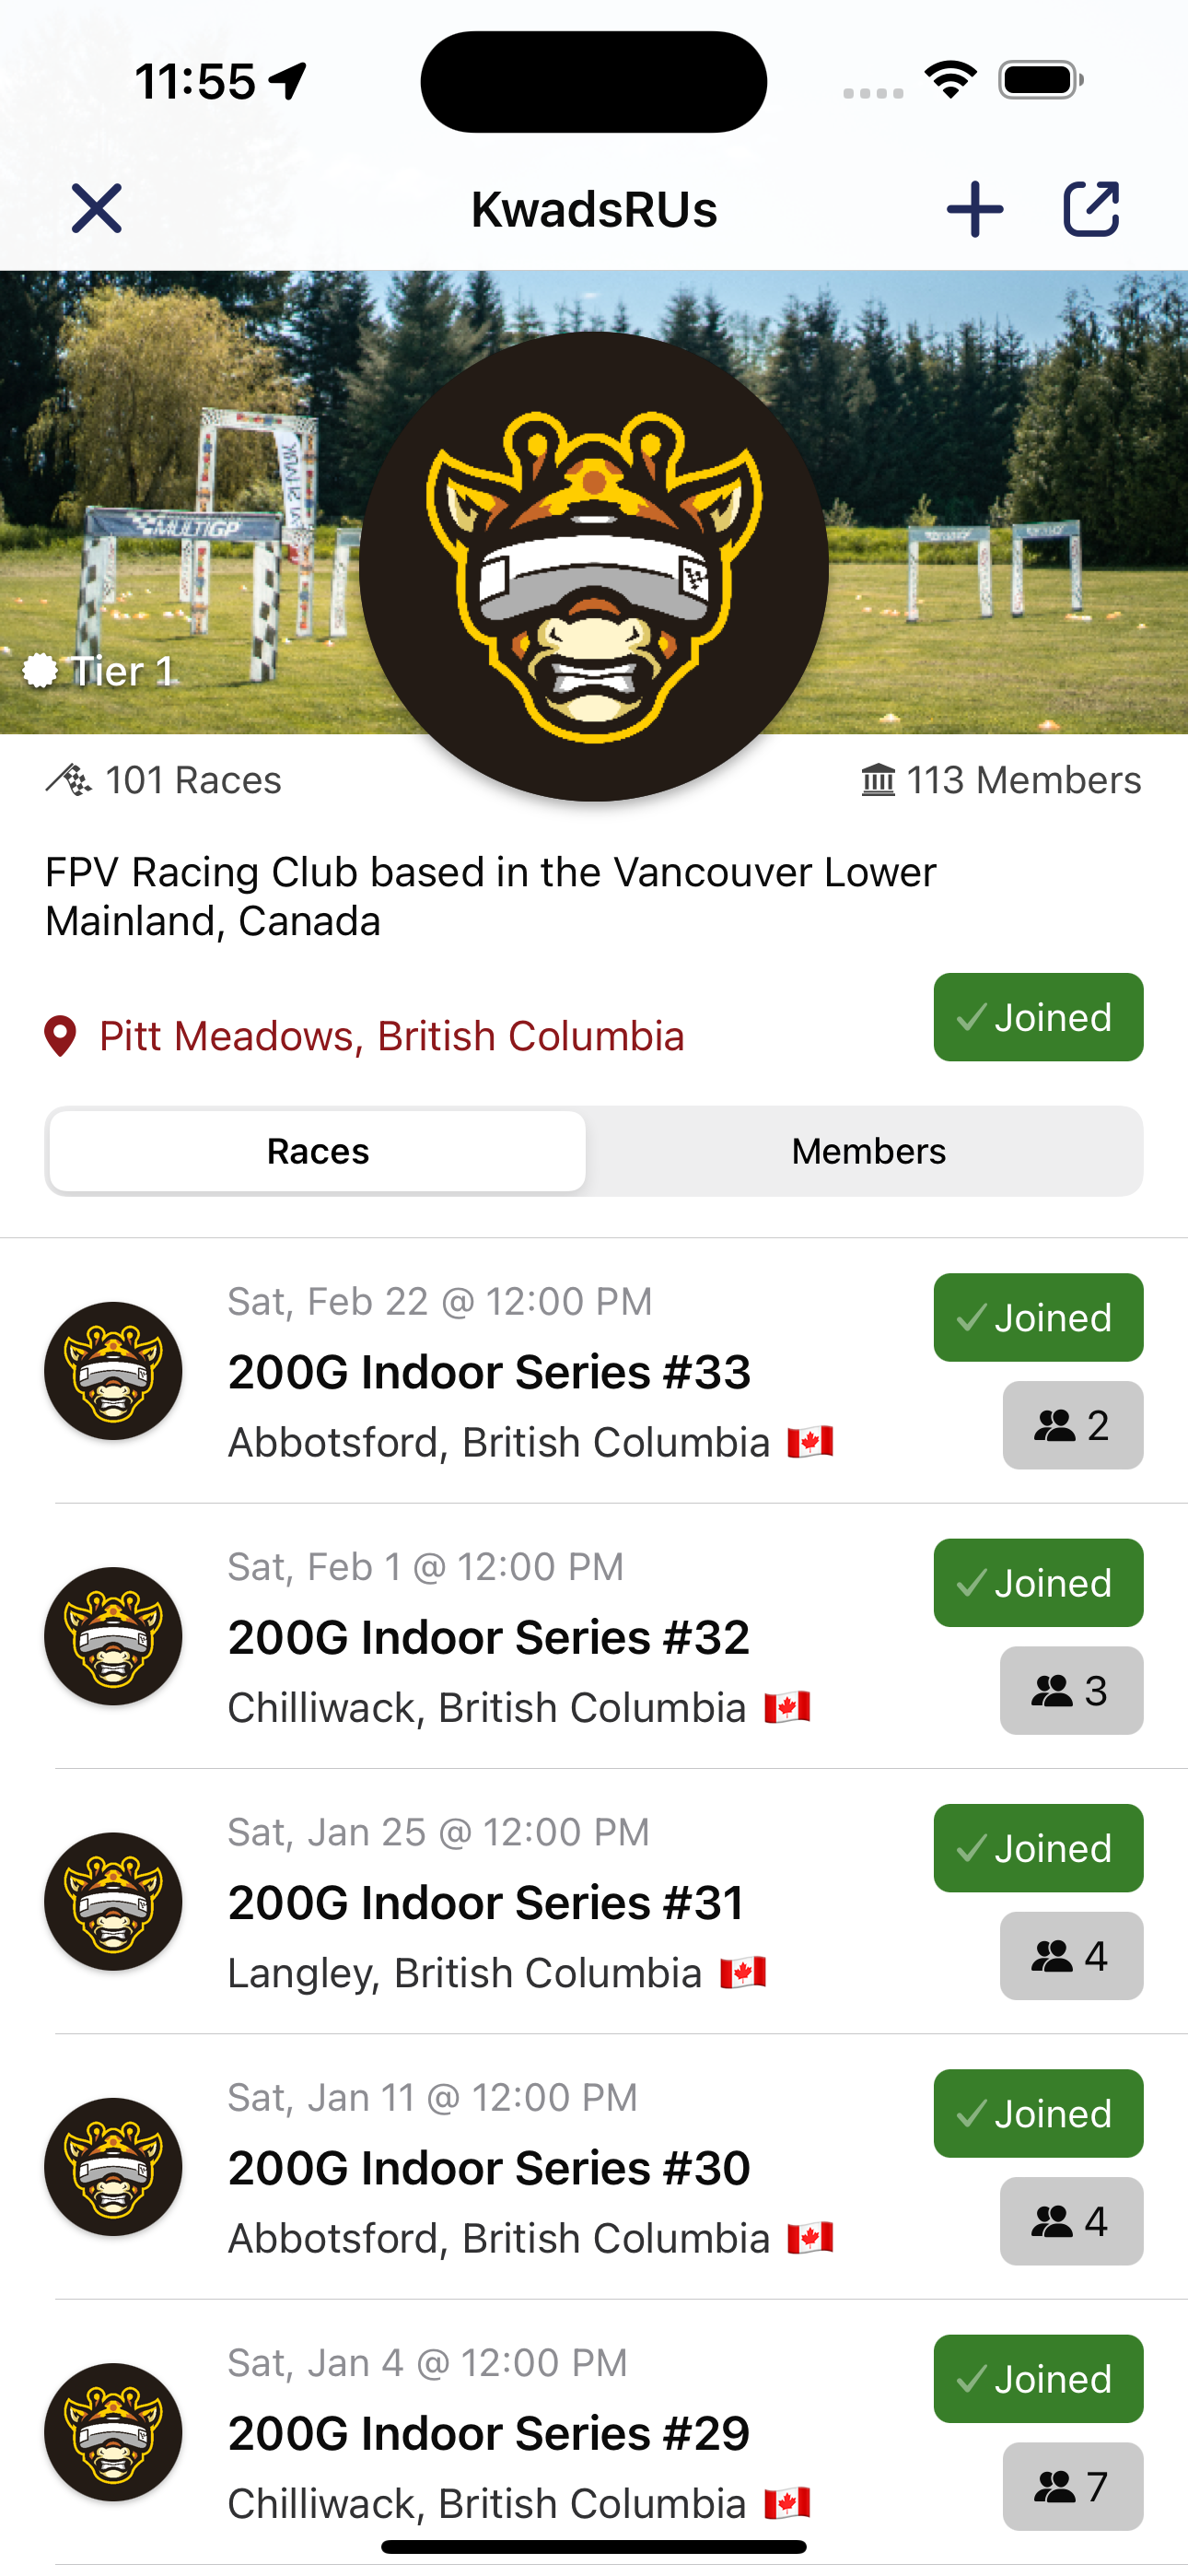 11:55
KwadsRUs
MULTIGP
Tier 1
101 Races
113 Members
FPV Racing Club based in the Vancouver Lower
Mainland, Canada
Pitt Meadows, British Columbia
Joined
Races
Members
Sat, Feb 22 @ 12:00 PM
Joined
200G Indoor Series #33
2
Abbotsford, British Columbia
Sat, Feb 1 @ 12:00 PM
Joined
200G Indoor Series #32
3
Chilliwack, British Columbia
Sat, Jan 25 @ 12:00 PM
Joined
200G Indoor Series #31
4
Langley, British Columbia
Sat, Jan 11 @ 12:00 PM
Joined
200G Indoor Series #30
4
Abbotsford, British Columbia
Sat, Jan 4 @ 12:00 PM
Joined
200G Indoor Series #29
7
Chilliwack, British Columbia